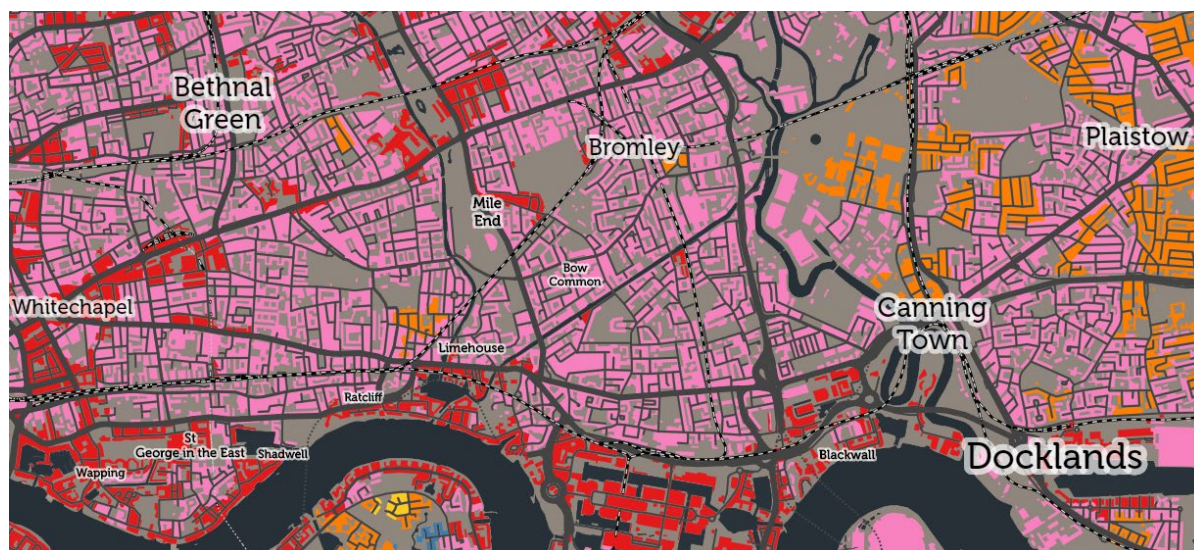 Bethnal
Green
Bromley
Plaistow
Mile
End
Bow
Common
Whitechapel
Canning
Town
Limehouse
Ratcliff
St
George in the East
Shadwell
Blackwall
Docklands
Wapping